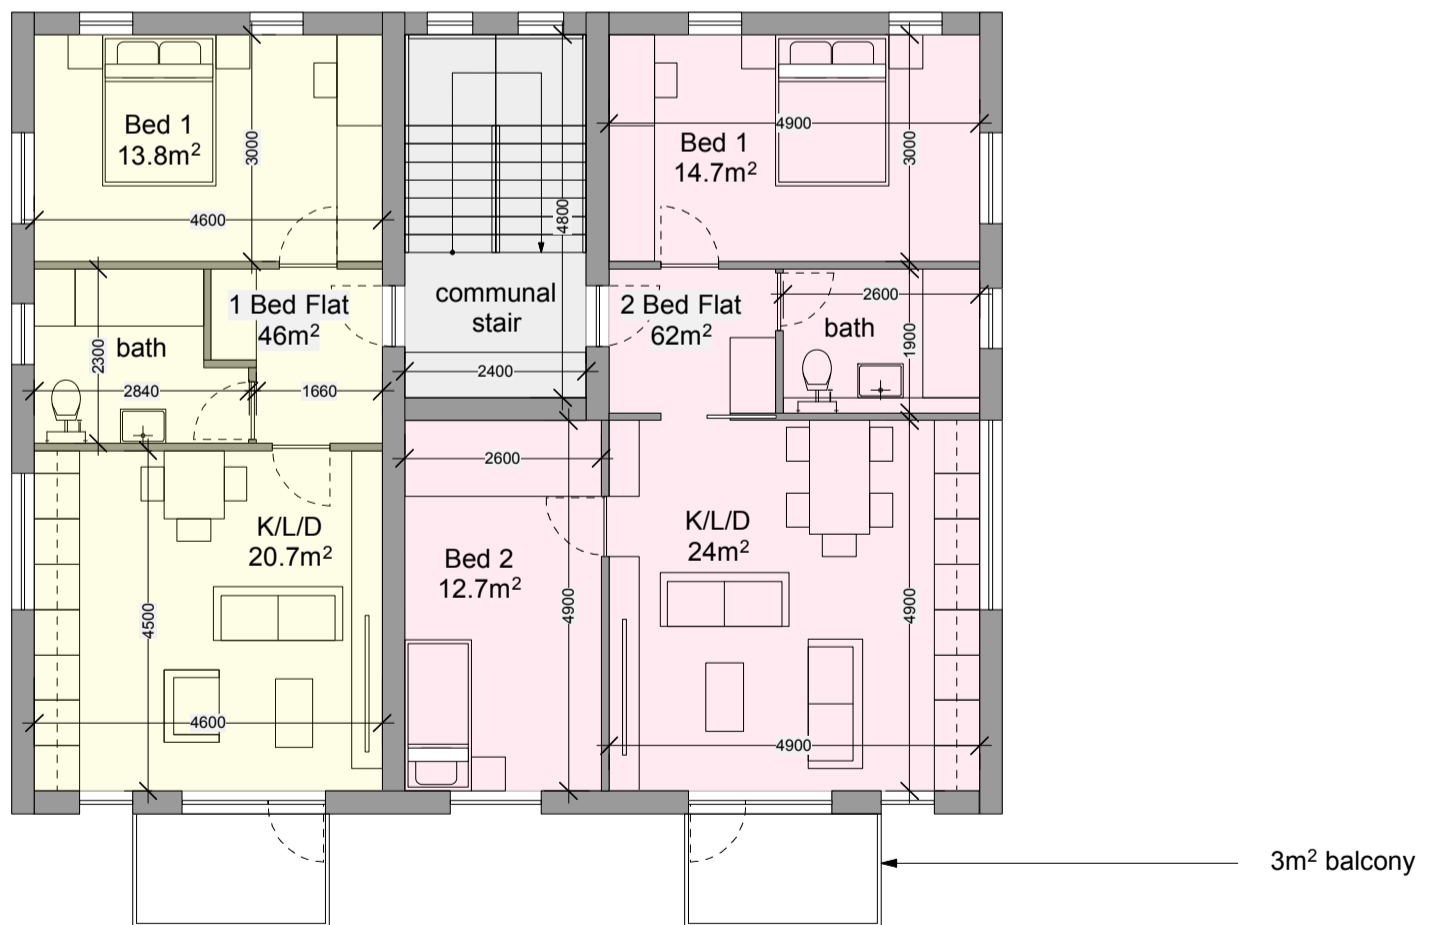 Bed 1
13.8m²
3000
4600
4800
4900
Bed 1
14.7m²
3000
1 Bed Flat
46m²
communal
stair
2 Bed Flat
62m²
2600
bath
1900
bath
2300
2840
1660
2400
2600
K/L/D
20.7m²
Bed 2
12.7m²
K/L/D
24m²
4500
4900
4900
4600
4900
3m² balcony